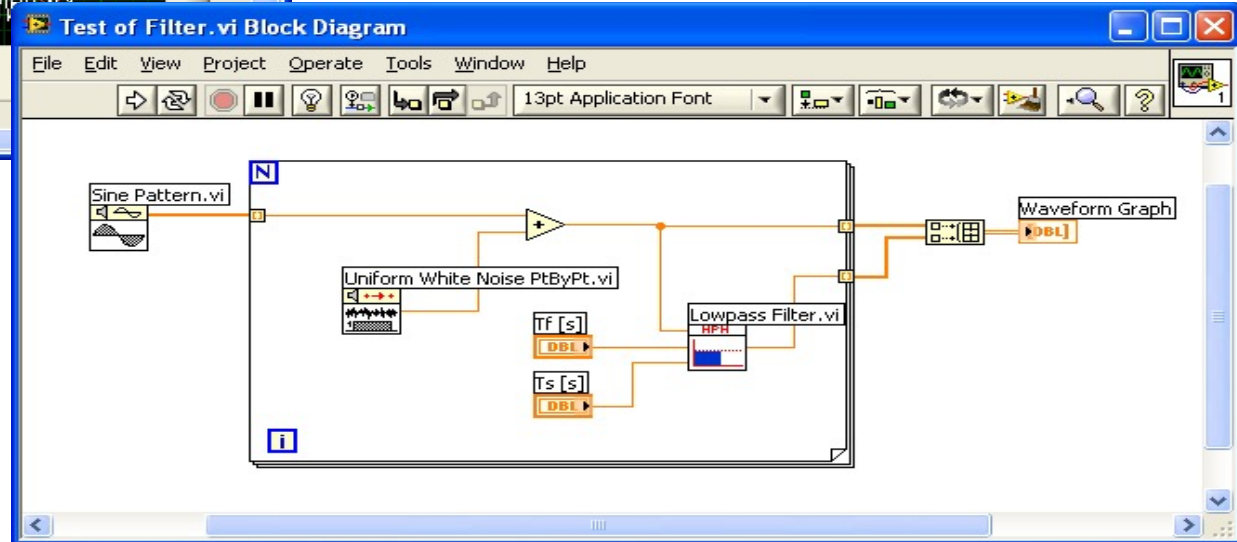 Test of Filter.vi Block Diagram
File Edit View Project Operate Tools Window Help
13pt Application Font
1
N
Sine Pattern.vi
Waveform Graph
DBL]
Uniform White Noise PtByPt.vi
Tf [s]
DBL
Lowpass Filter.vi
HPH
Ts [s]
DBL
i